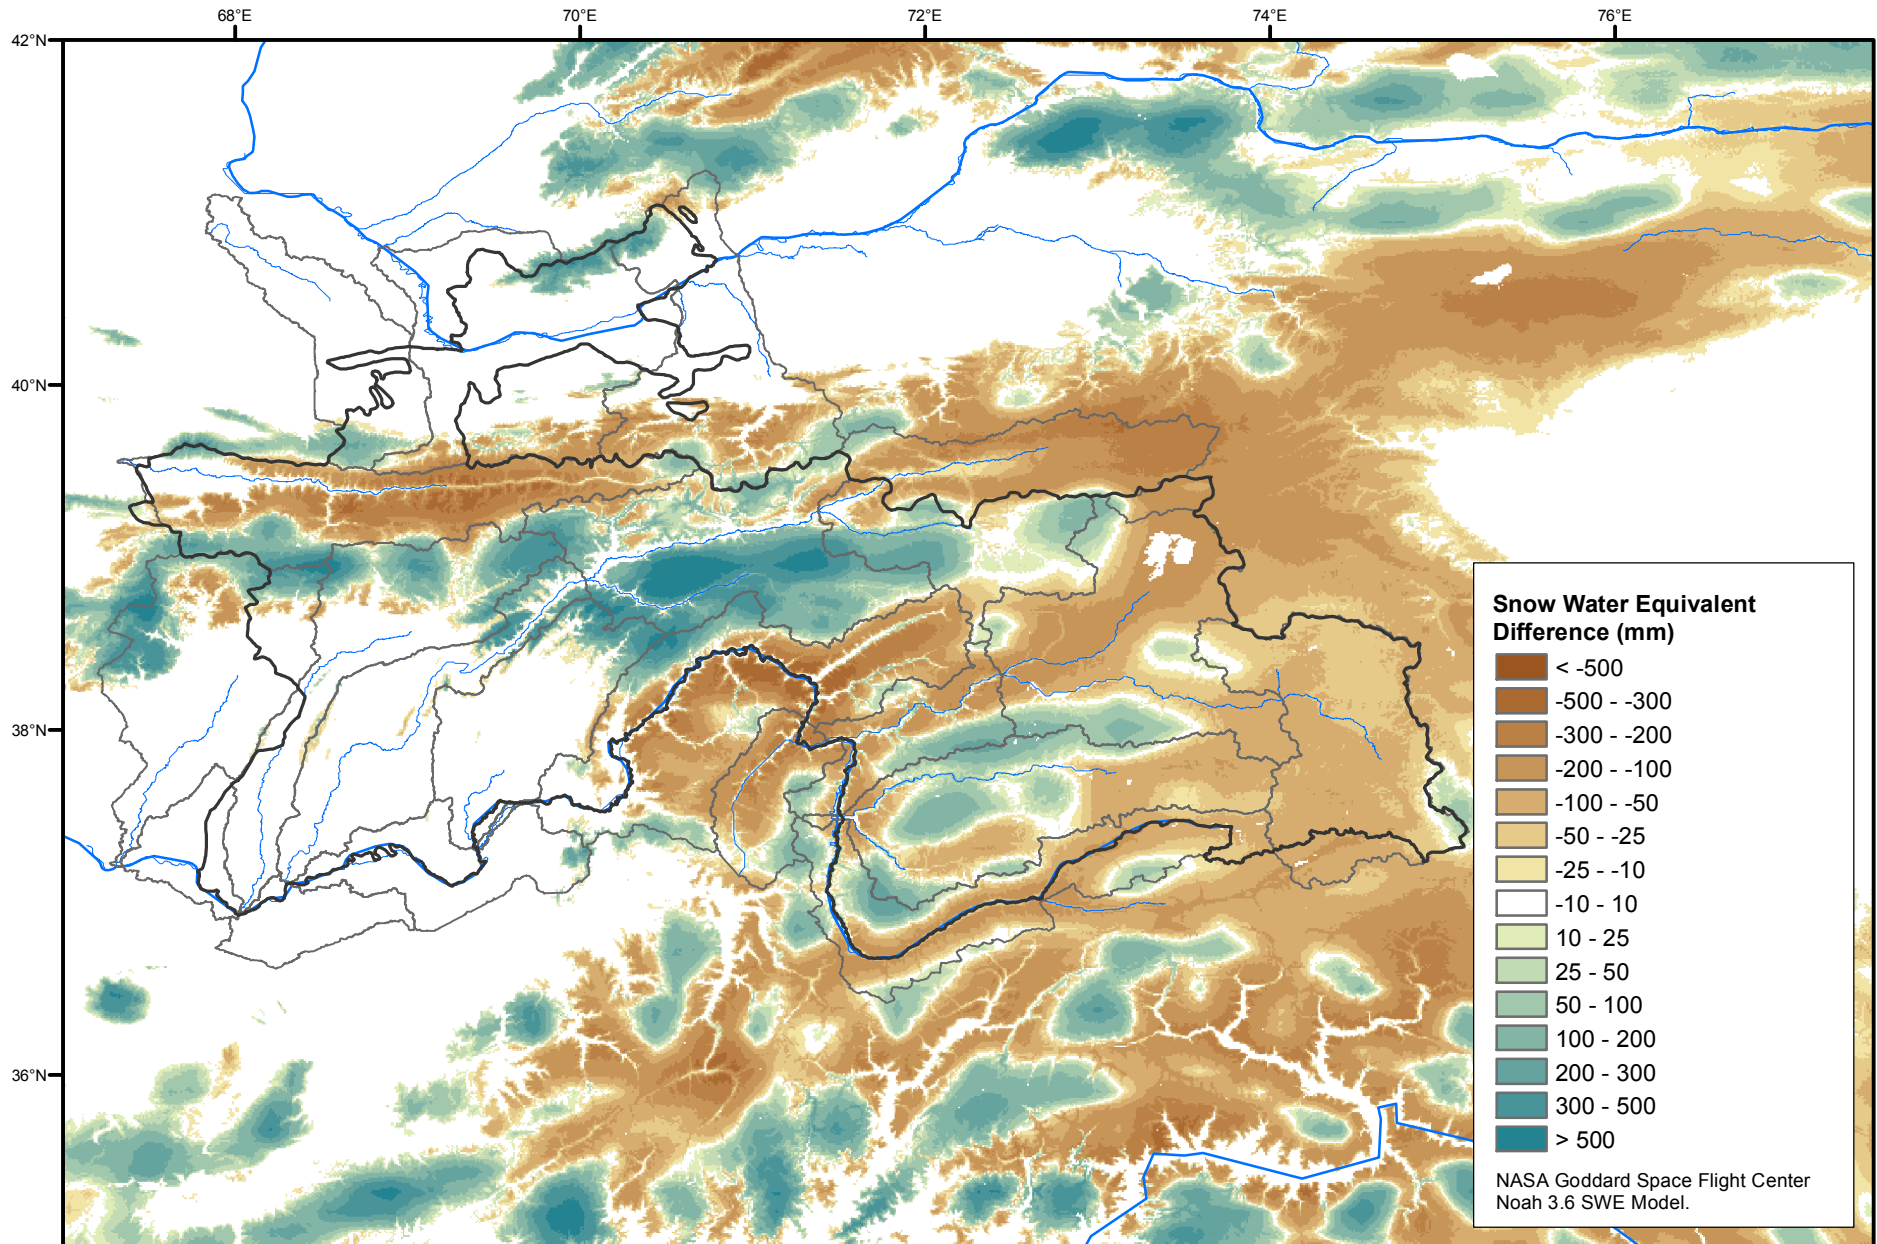 68°E
70°E
72°E
74°E
76°E
42°N
40°N
38°N
36°N
Snow Water Equivalent
Difference (mm)
< -500
-500 - -300
-300 - -200
-200 - -100
-100 - -50
-50 - -25
-25 - -10
-10 - 10
10 - 25
25 - 50
50 - 100
100 - 200
200 - 300
300 - 500
> 500
NASA Goddard Space Flight Center
Noah 3.6 SWE Model.